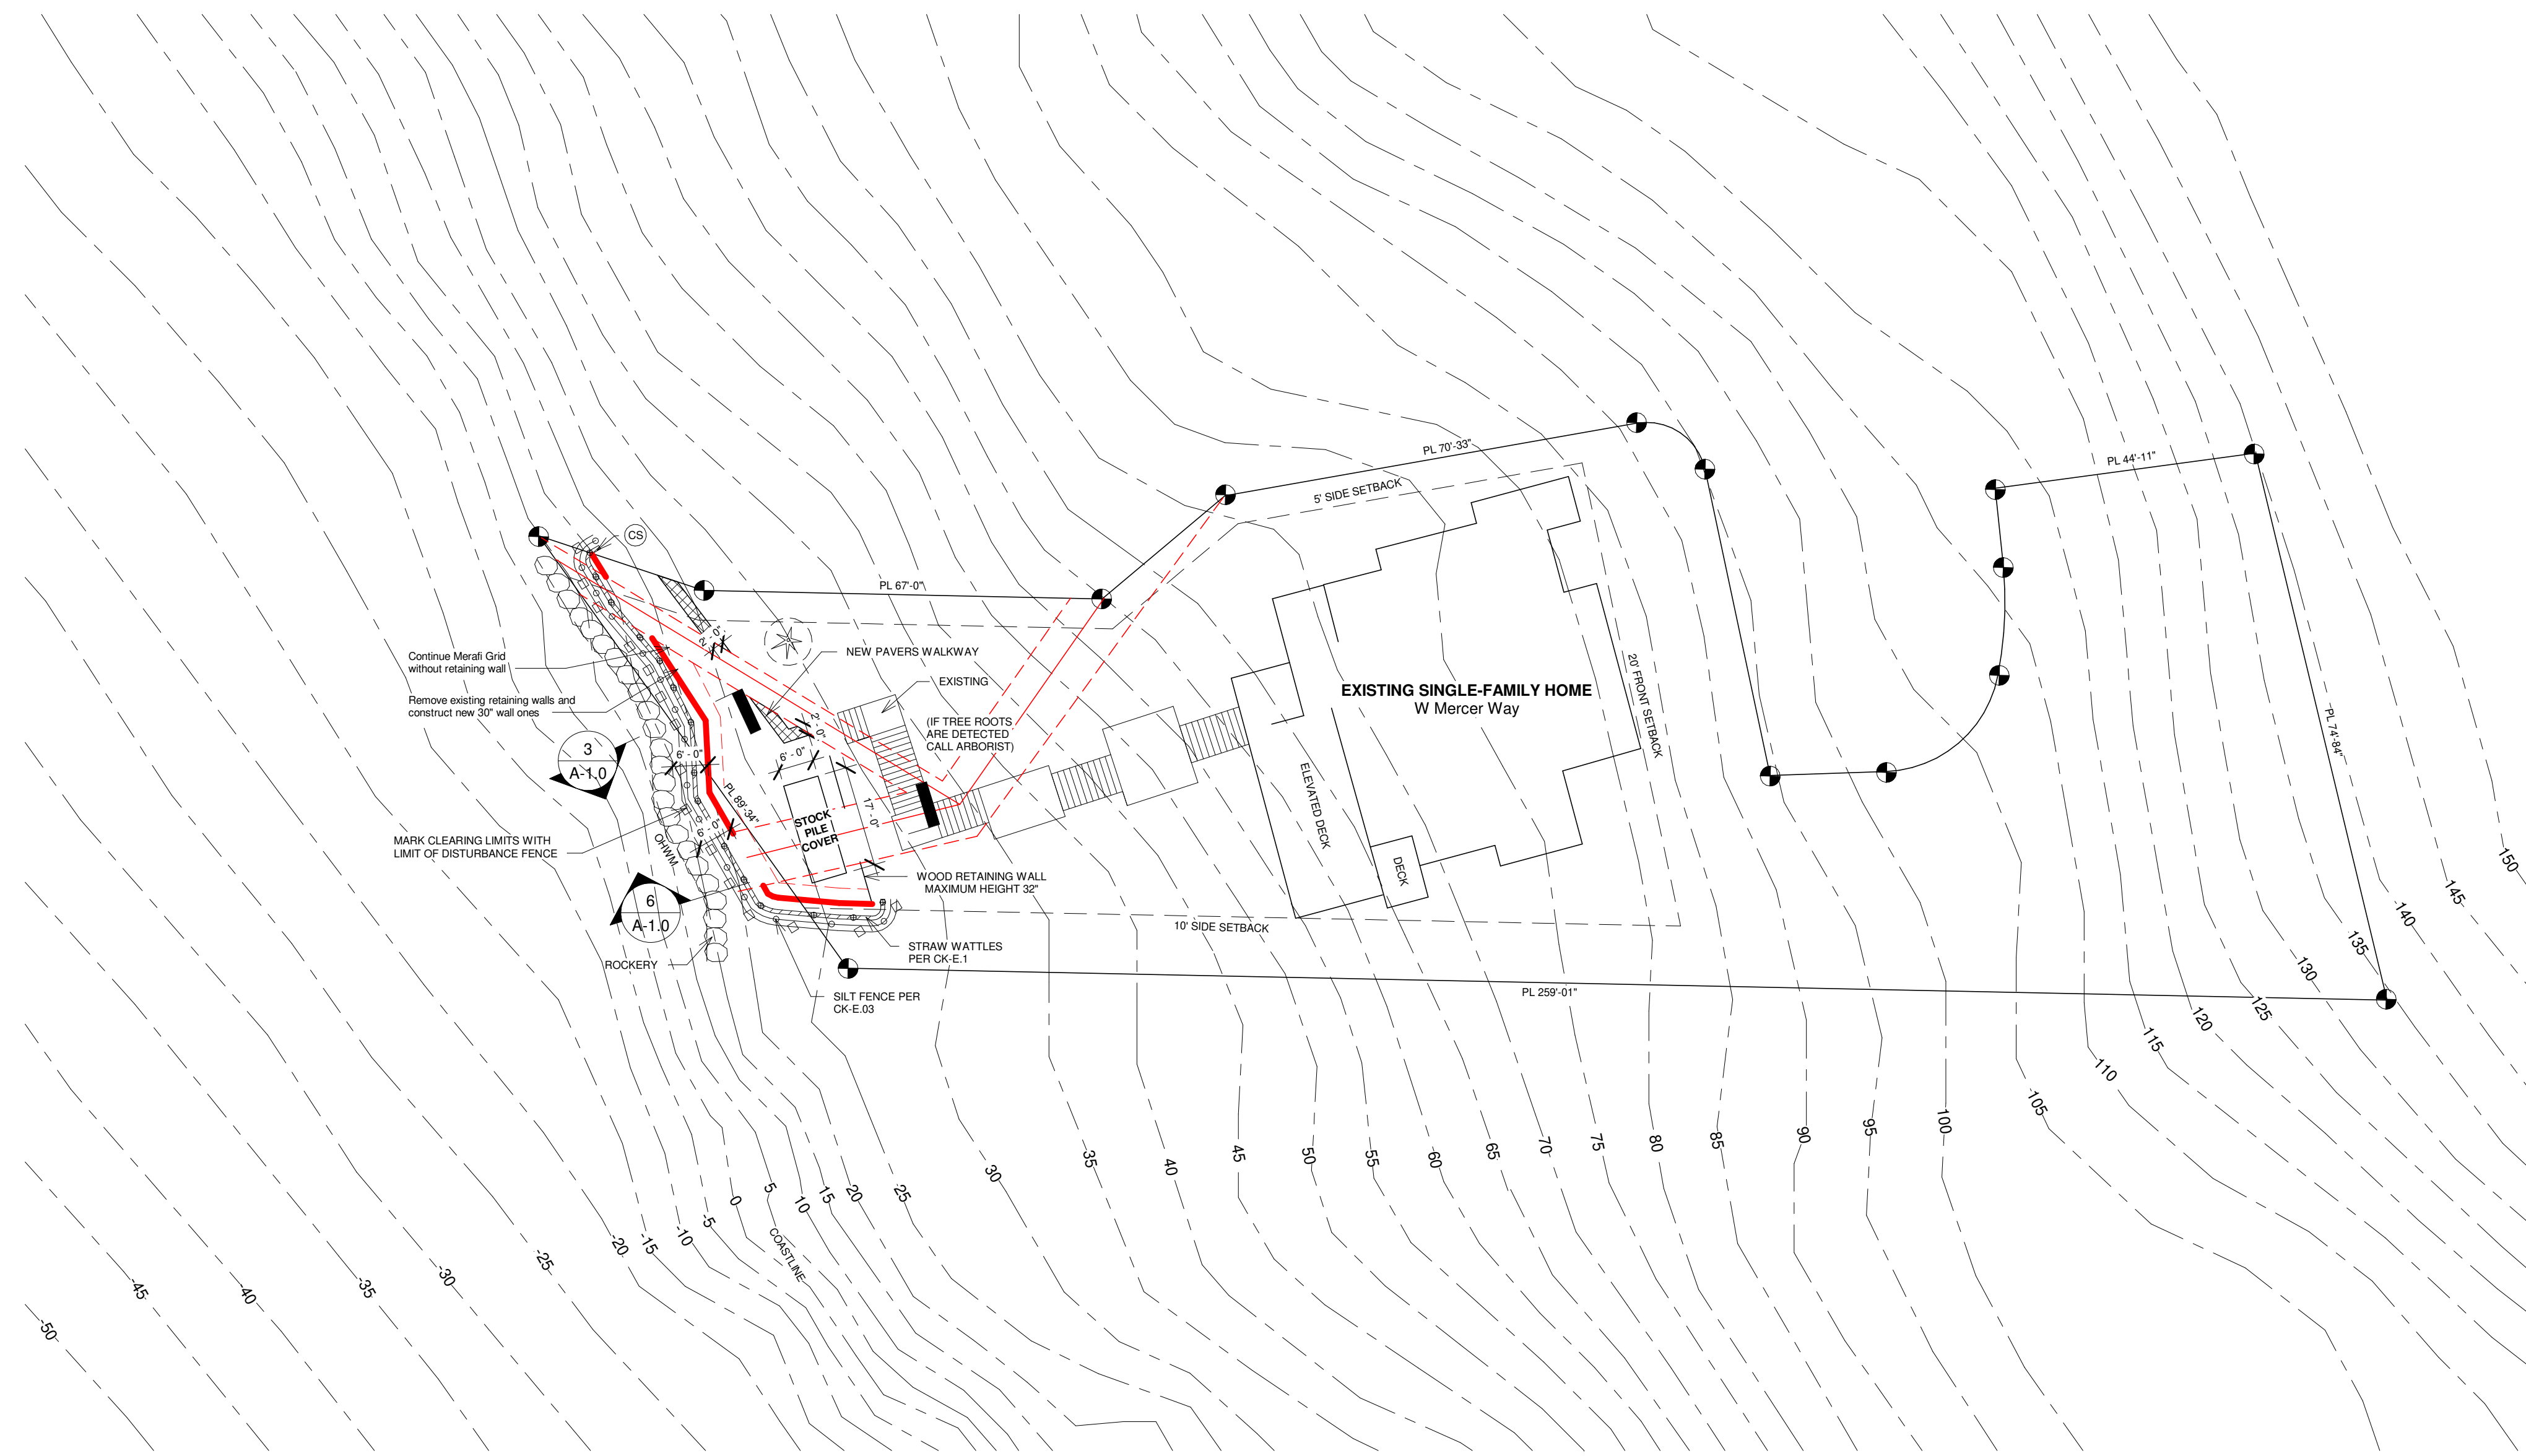 PL 70'-33"
PL 44'-11"
5' SIDE SETBACK
CS
PL 67'-0"
2' - 0"
Continue Merafi Grid
without retaining wall
NEW PAVERS WALKWAY
EXISTING
Remove existing retaining walls and
construct new 30" wall ones
(IF TREE ROOTS
ARE DETECTED
CALL ARBORIST)
EXISTING SINGLE-FAMILY HOME
W Mercer Way
20' FRONT SETBACK
PL 74'-84"
3
A-1.0
6' - 0"
6' - 0"
2' - 0"
PL 89'-34"
STOCK
PILE
COVER
17' - 0"
ELEVATED DECK
DECK
MARK CLEARING LIMITS WITH
LIMIT OF DISTURBANCE FENCE
6' - 0"
OHWM
WOOD RETAINING WALL
MAXIMUM HEIGHT 32"
6
A-1.0
10' SIDE SETBACK
STRAW WATTLES
PER CK-E.1
ROCKERY
SILT FENCE PER
CK-E.03
PL 259'-01"
COASTLINE
-50
-45
-40
-35
-30
-25
-20
-15
-10
-5
0
5
10
15
20
25
30
35
40
45
50
55
60
65
70
75
80
85
90
95
100
105
110
115
120
125
130
135
140
145
150